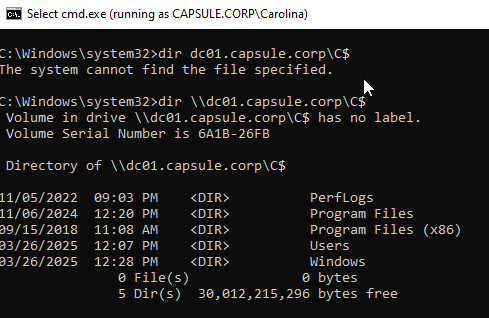 Select cmd.exe (running as CAPSULE.CORP\Carolina)
C:\Windows\system32>dir dc01.capsule.corp\C$
The system cannot find the file specified.
C:\Windows\system32>dir \\dc01.capsule.corp\C$
 Volume in drive \\dc01.capsule.corp\C$ has no label.
 Volume Serial Number is 6A1B-26FB
 Directory of \\dc01.capsule.corp\C$
11/05/2022  09:03 PM    <DIR>          PerfLogs
11/06/2024  12:20 PM    <DIR>          Program Files
09/15/2018  11:08 AM    <DIR>          Program Files (x86)
03/26/2025  12:07 PM    <DIR>          Users
03/26/2025  12:28 PM    <DIR>          Windows
               0 File(s)              0 bytes
               5 Dir(s)  30,012,215,296 bytes free